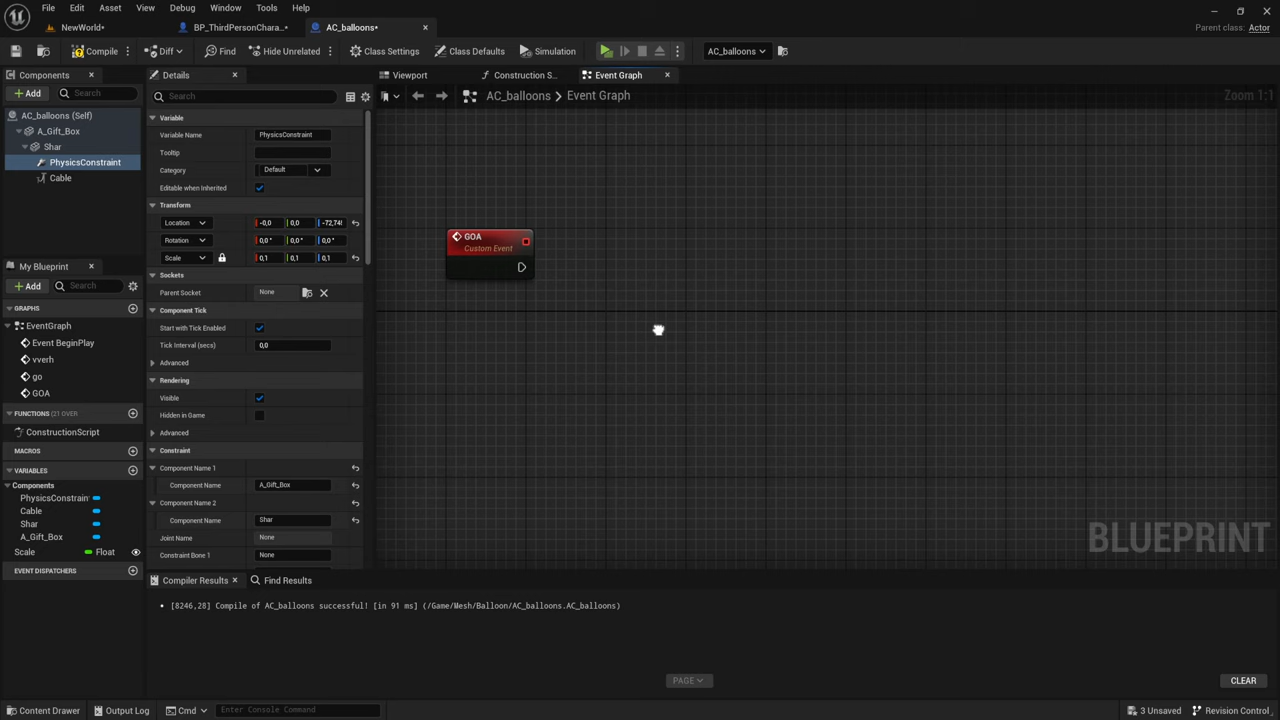 File Edit Asset View Debug Window Tools Help
NewWorld•
BP_ThirdPersonChara...
AC_balloons•
Parent class: Actor
Compile
Diff
Find
Hide Unrelated
Class Settings
Class Defaults
Simulation
AC_balloons
Components
Details
Viewport
Construction S...
Event Graph
Add
Search
Search
AC_balloons > Event Graph
Zoom 1:1
AC_balloons (Self)
A_Gift_Box
Shar
PhysicsConstraint
Cable
Variable
Variable Name
PhysicsConstraint
Tooltip
Category
Default
Editable when Inherited
Transform
Location
-0,0
0,0
-72,74
Rotation
0,0 °
0,0 °
0,0 °
Scale
0,1
0,1
0,1
Sockets
Parent Socket
None
Component Tick
Start with Tick Enabled
Tick Interval (secs)
0,0
Advanced
Rendering
Visible
Hidden in Game
Advanced
Constraint
Component Name 1
Component Name
A_Gift_Box
Component Name 2
Component Name
Shar
Joint Name
None
Constraint Bone 1
None
My Blueprint
Add
Search
GRAPHS
EventGraph
Event BeginPlay
vverh
go
GOA
FUNCTIONS (21 OVER
ConstructionScript
MACROS
VARIABLES
Components
PhysicsConstrain
Cable
Shar
A_Gift_Box
Scale
Float
EVENT DISPATCHERS
GOA
Custom Event
BLUEPRINT
Compiler Results
Find Results
• [8246,28] Compile of AC_balloons successful! [in 91 ms] (/Game/Mesh/Balloon/AC_balloons.AC_balloons)
PAGE
CLEAR
Content Drawer
Output Log
Cmd
Enter Console Command
3 Unsaved
Revision Control